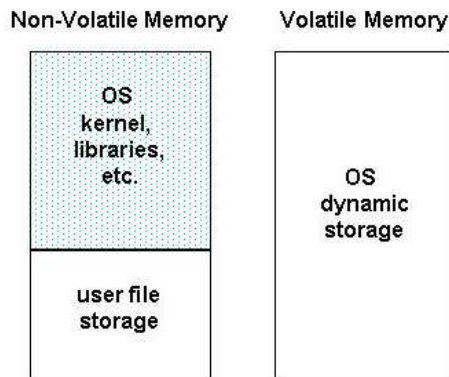 Non-Volatile Memory
Volatile Memory
OS
kernel,
libraries,
etc.
user file
storage
OS
dynamic
storage